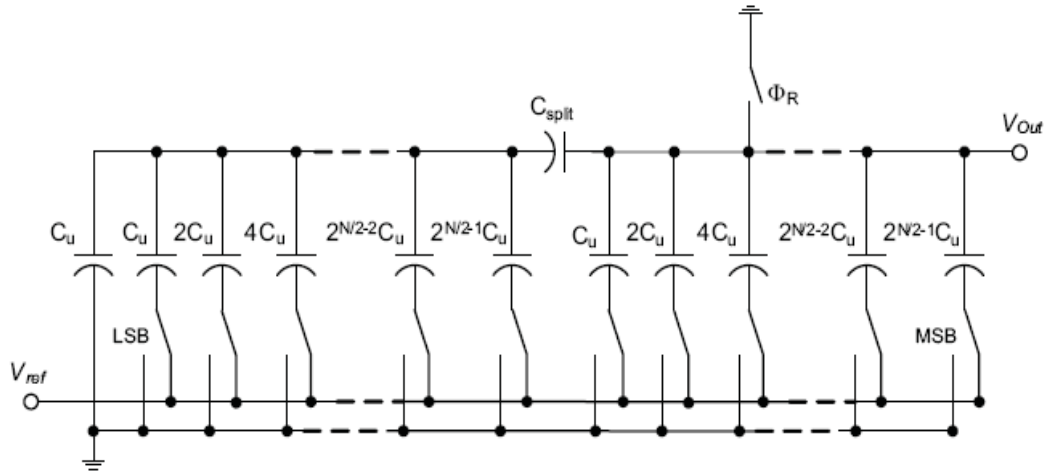 Φ_R
C_split
V_Out
C_u C_u 2C_u 4C_u 2^{N/2-2}C_u 2^{N/2-1}C_u C_u 2C_u 4C_u 2^{N/2-2}C_u 2^{N/2-1}C_u
LSB MSB
V_ref